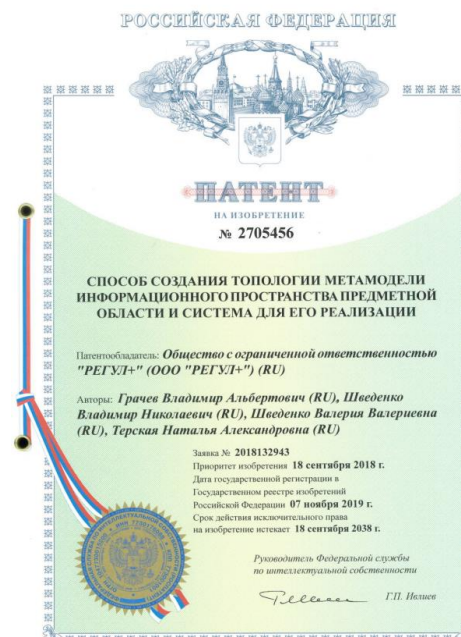 РОССИЙСКАЯ ФЕДЕРАЦИЯ
ПАТЕНТ
НА ИЗОБРЕТЕНИЕ
№ 2705456
СПОСОБ СОЗДАНИЯ ТОПОЛОГИИ МЕТАМОДЕЛИ
ИНФОРМАЦИОННОГО ПРОСТРАНСТВА ПРЕДМЕТНОЙ
ОБЛАСТИ И СИСТЕМА ДЛЯ ЕГО РЕАЛИЗАЦИИ
Патентообладатель: Общество с ограниченной ответственностью
"РЕГУЛ+" (ООО "РЕГУЛ+") (RU)
Авторы: Грачев Владимир Альбертович (RU), Шведенко
Владимир Николаевич (RU), Шведенко Валерия Валериевна
(RU), Терская Наталья Александровна (RU)
Заявка № 2018132943
Приоритет изобретения 18 сентября 2018 г.
Дата государственной регистрации в
Государственном реестре изобретений
Российской Федерации 07 ноября 2019 г.
Срок действия исключительного права
на изобретение истекает 18 сентября 2038 г.
Руководитель Федеральной службы
по интеллектуальной собственности
Г.П. Ивлиев